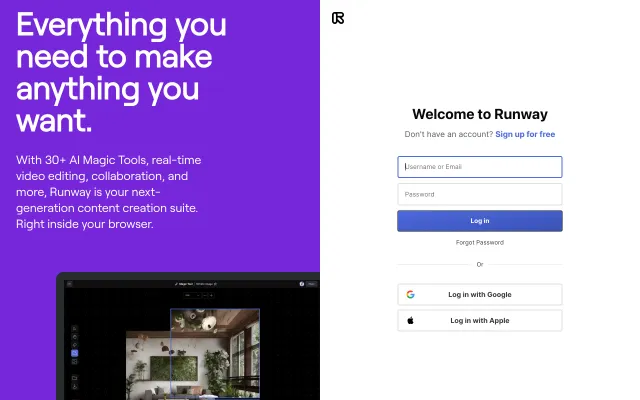 Everything you
need to make
anything you
want.
With 30+ AI Magic Tools, real-time
video editing, collaboration, and
more, Runway is your next-
generation content creation suite.
Right inside your browser.
Welcome to Runway
Don't have an account? Sign up for free
Username or Email
Password
Log in
Forgot Password
Or
Log in with Google
Log in with Apple